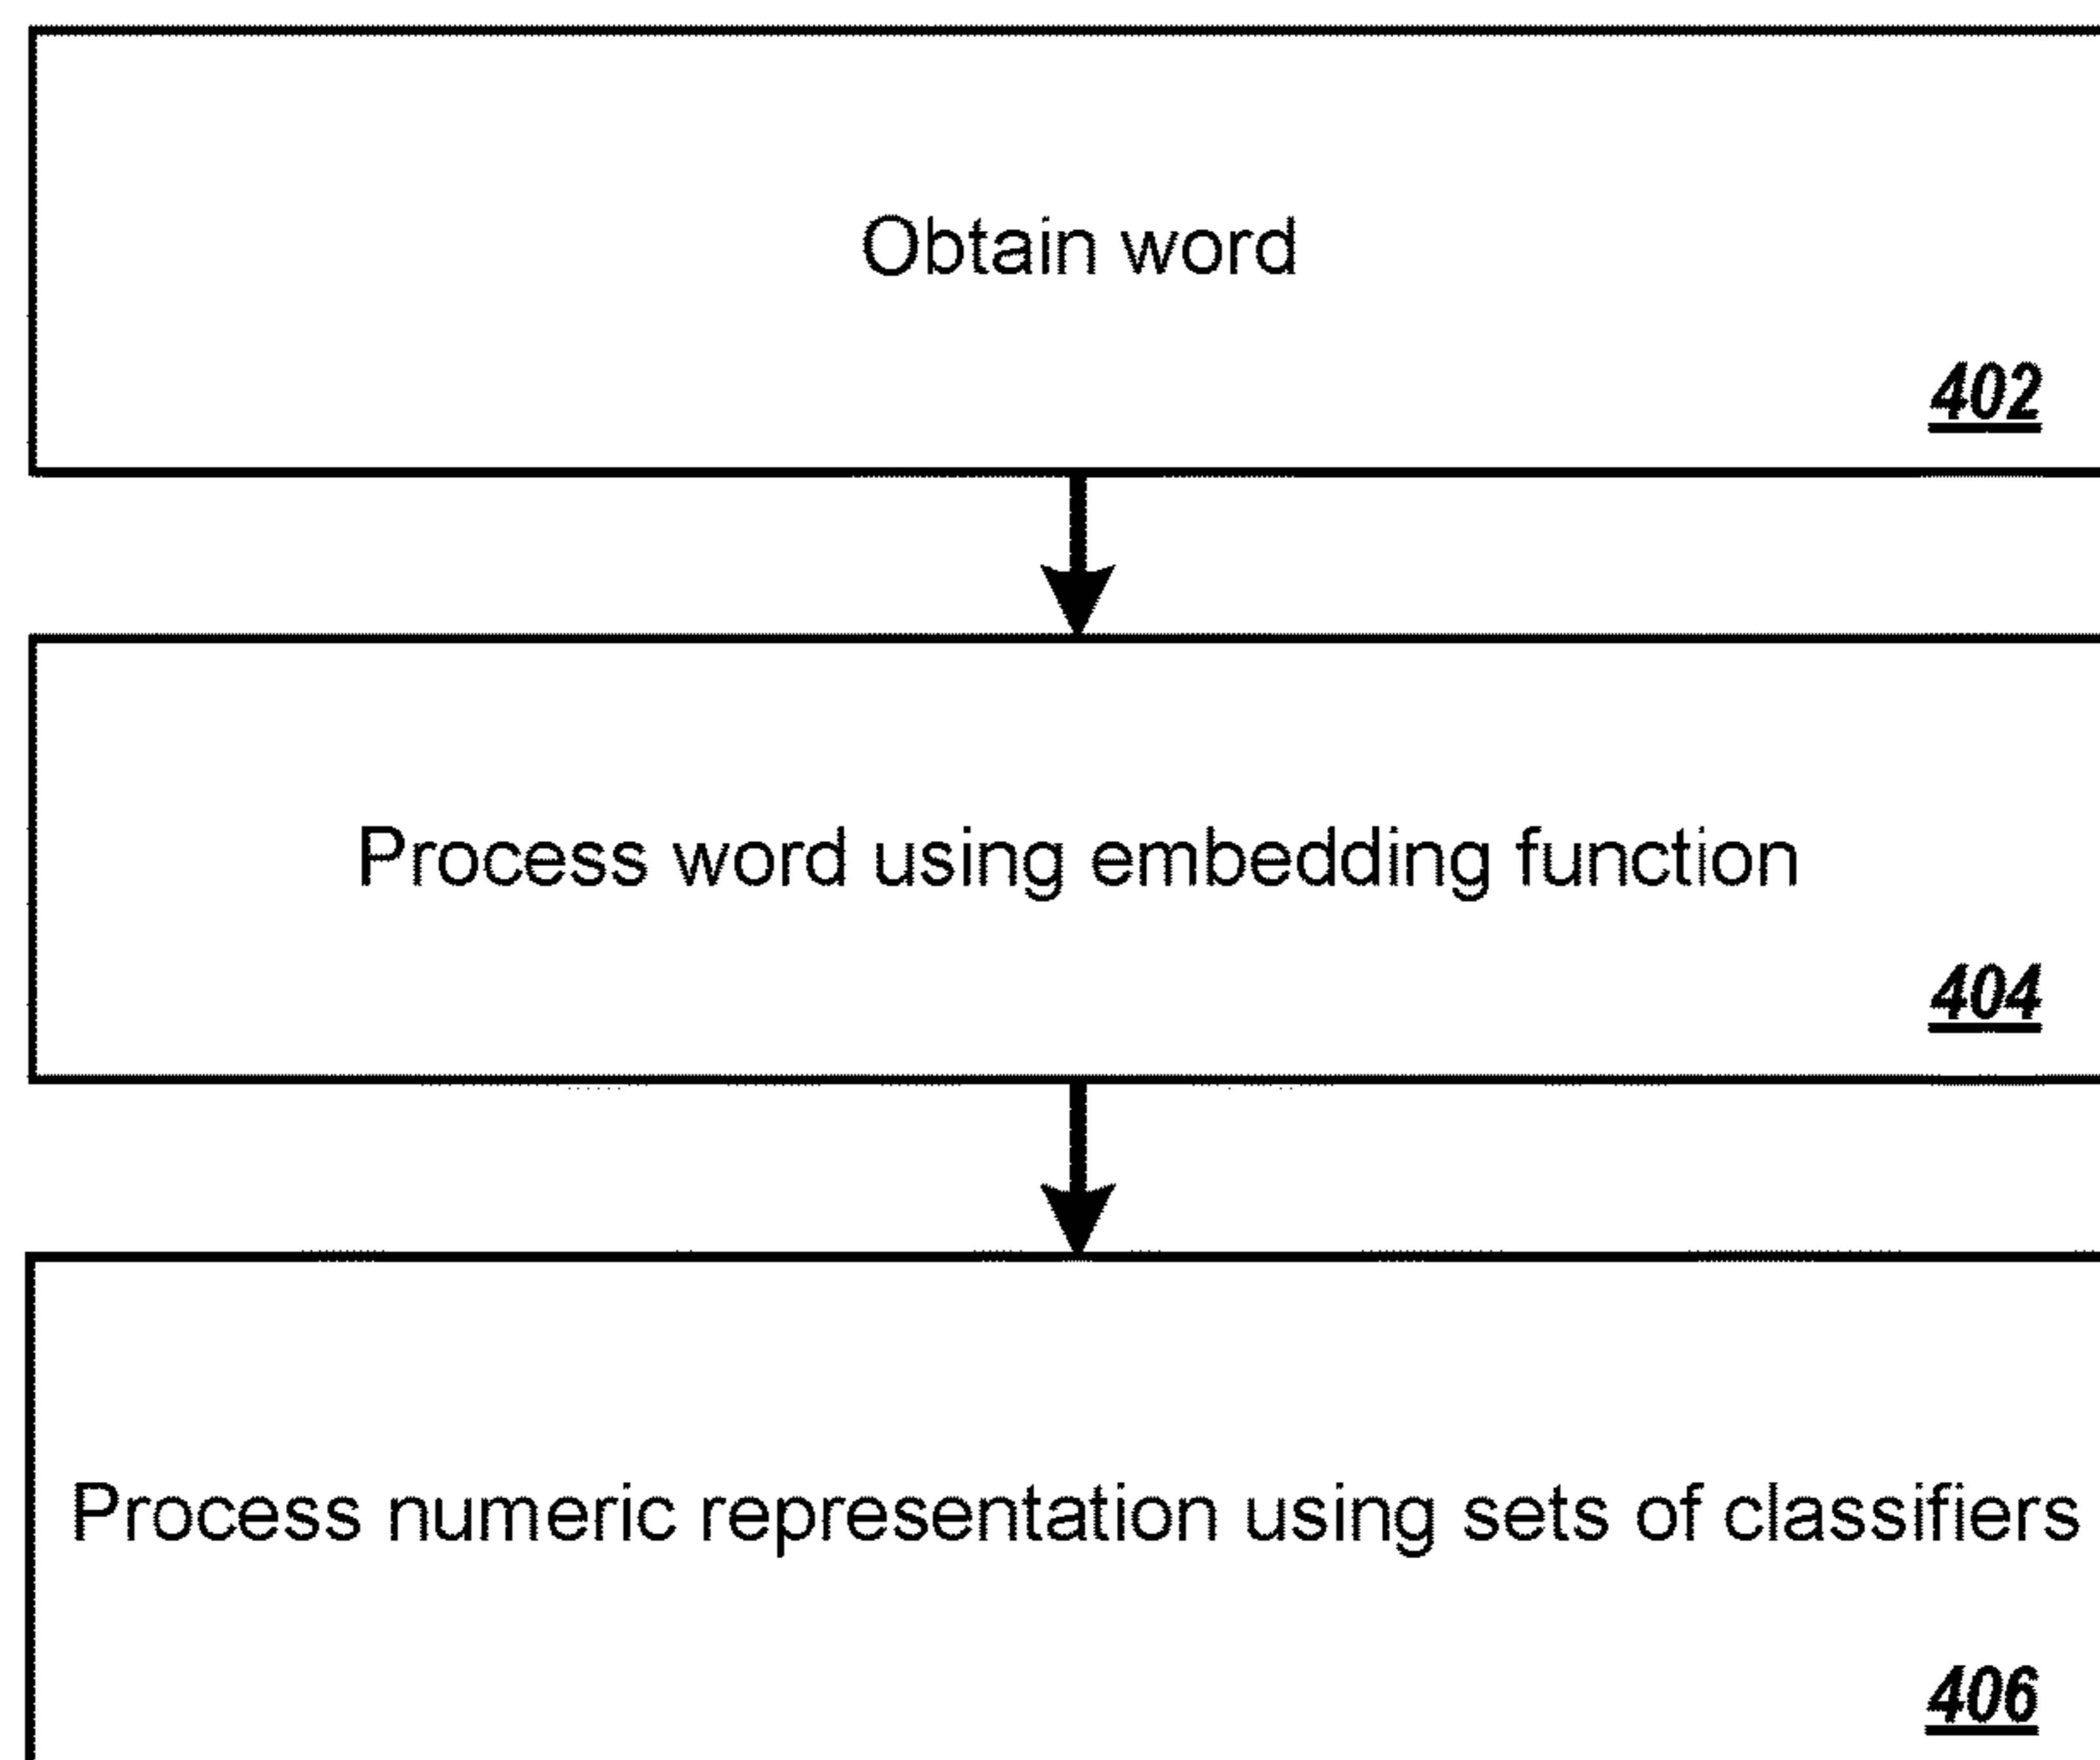 Obtain word
402
Process word using embedding function
404
Process numeric representation using sets of classifiers
406